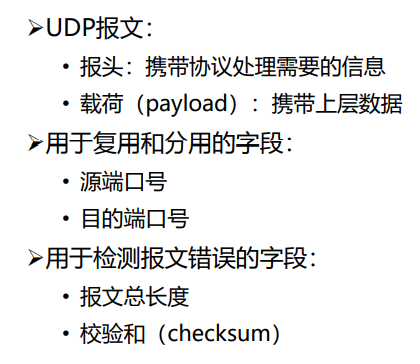 ➢UDP报文：
• 报头：携带协议处理需要的信息
• 载荷（payload）：携带上层数据
➢用于复用和分用的字段：
• 源端口号
• 目的端口号
➢用于检测报文错误的字段：
• 报文总长度
• 校验和（checksum）